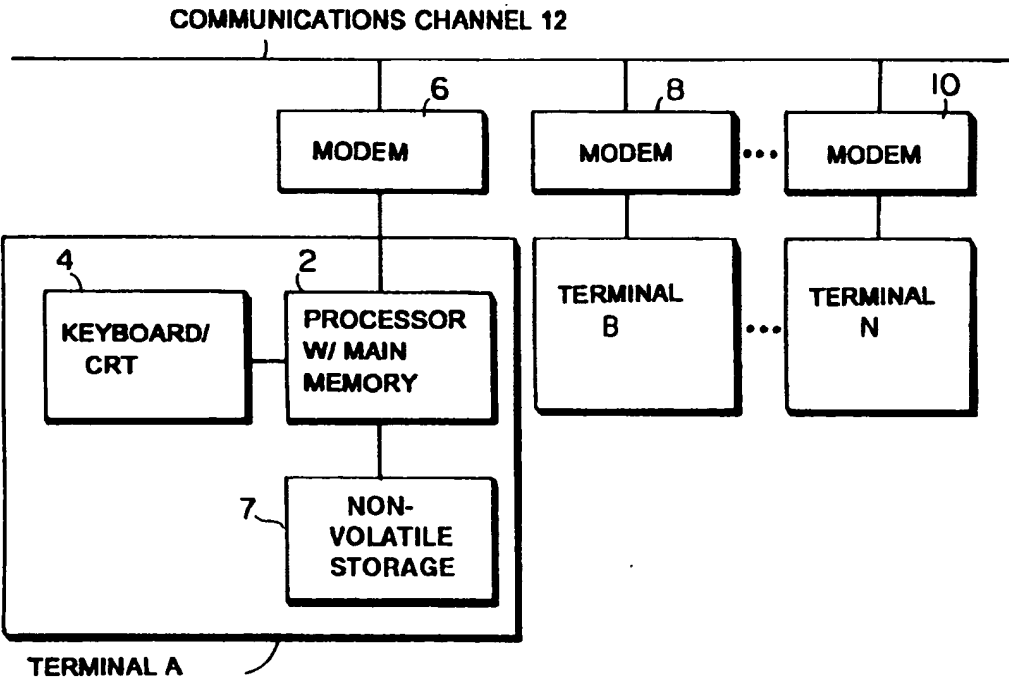 COMMUNICATIONS CHANNEL 12
6
8
10
MODEM
MODEM
•••
MODEM
4
2
KEYBOARD/
CRT
PROCESSOR
W/ MAIN
MEMORY
TERMINAL
B
•••
TERMINAL
N
7
NON-
VOLATILE
STORAGE
TERMINAL A